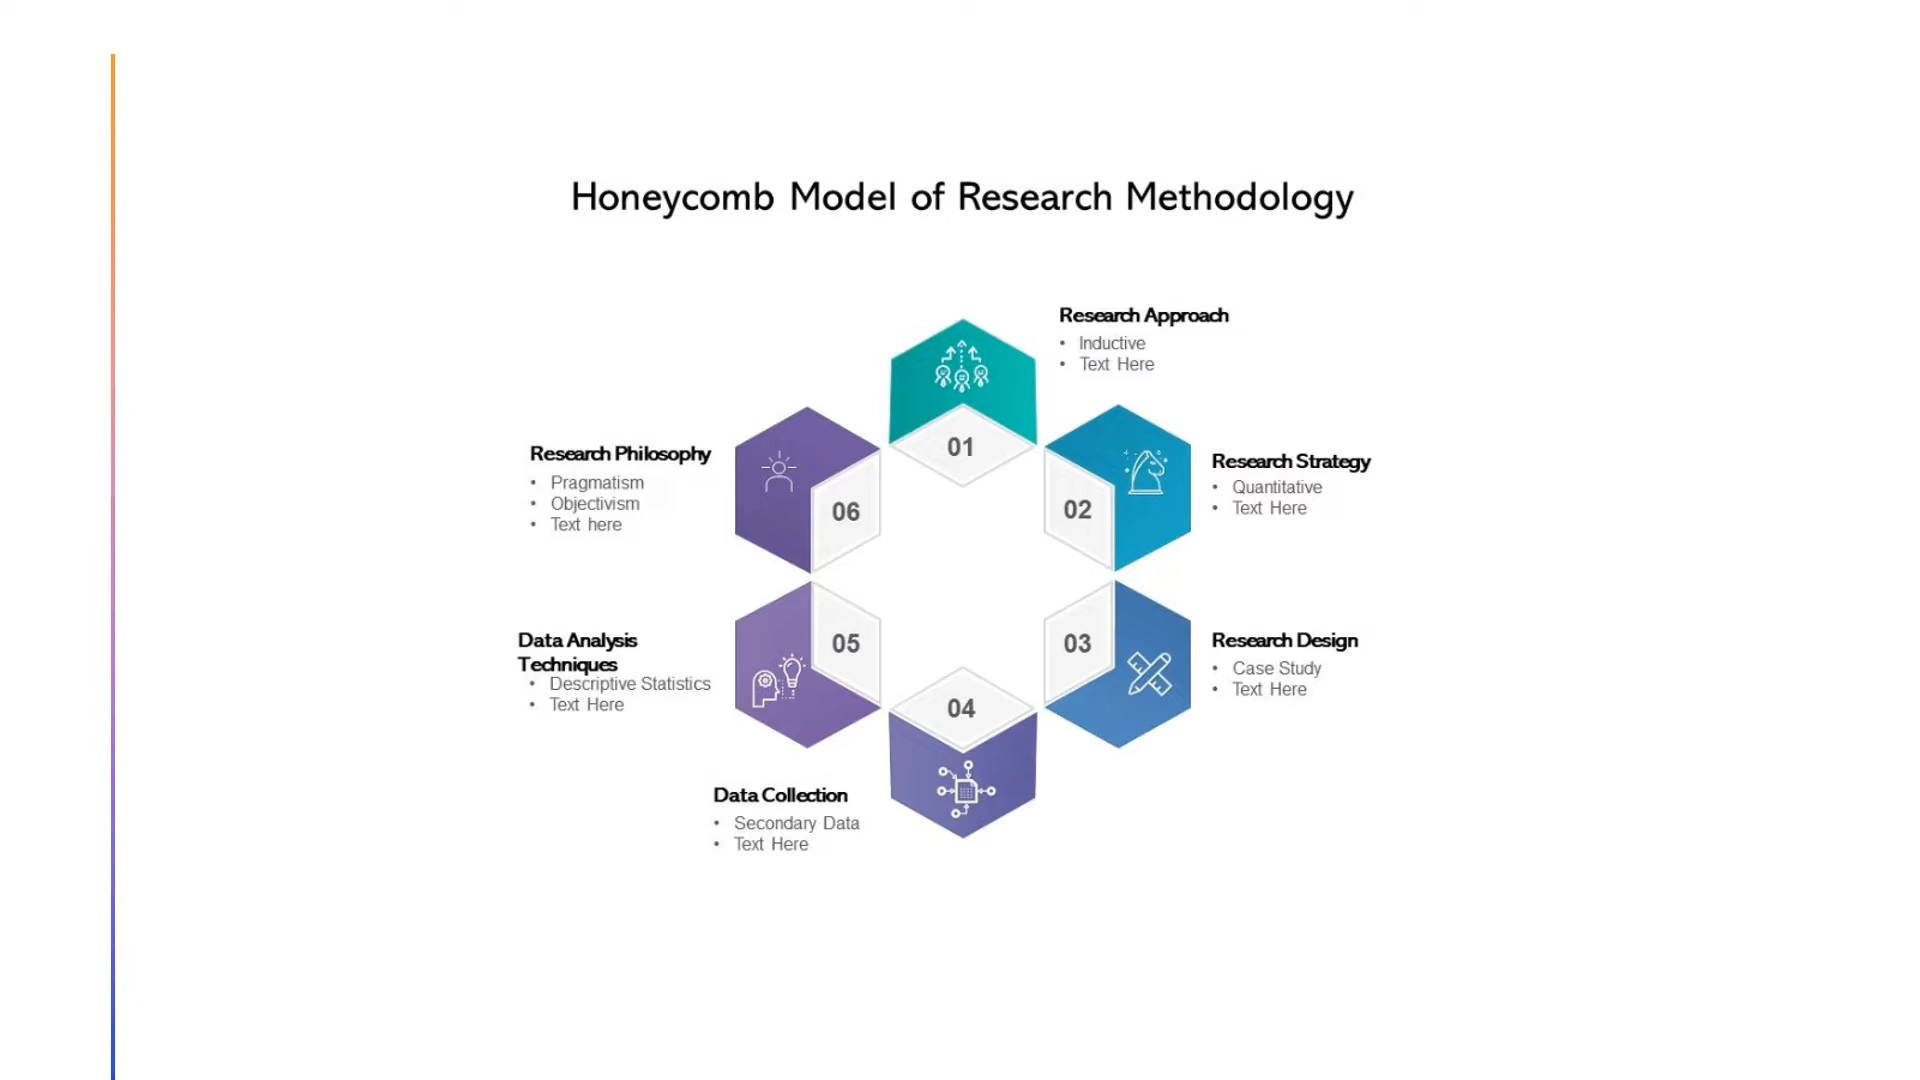 Honeycomb Model of Research Methodology
01
Research Approach
• Inductive
• Text Here
02
Research Strategy
• Quantitative
• Text Here
03
Research Design
• Case Study
• Text Here
04
Data Collection
• Secondary Data
• Text Here
05
Data Analysis
Techniques
• Descriptive Statistics
• Text Here
06
Research Philosophy
• Pragmatism
• Objectivism
• Text here